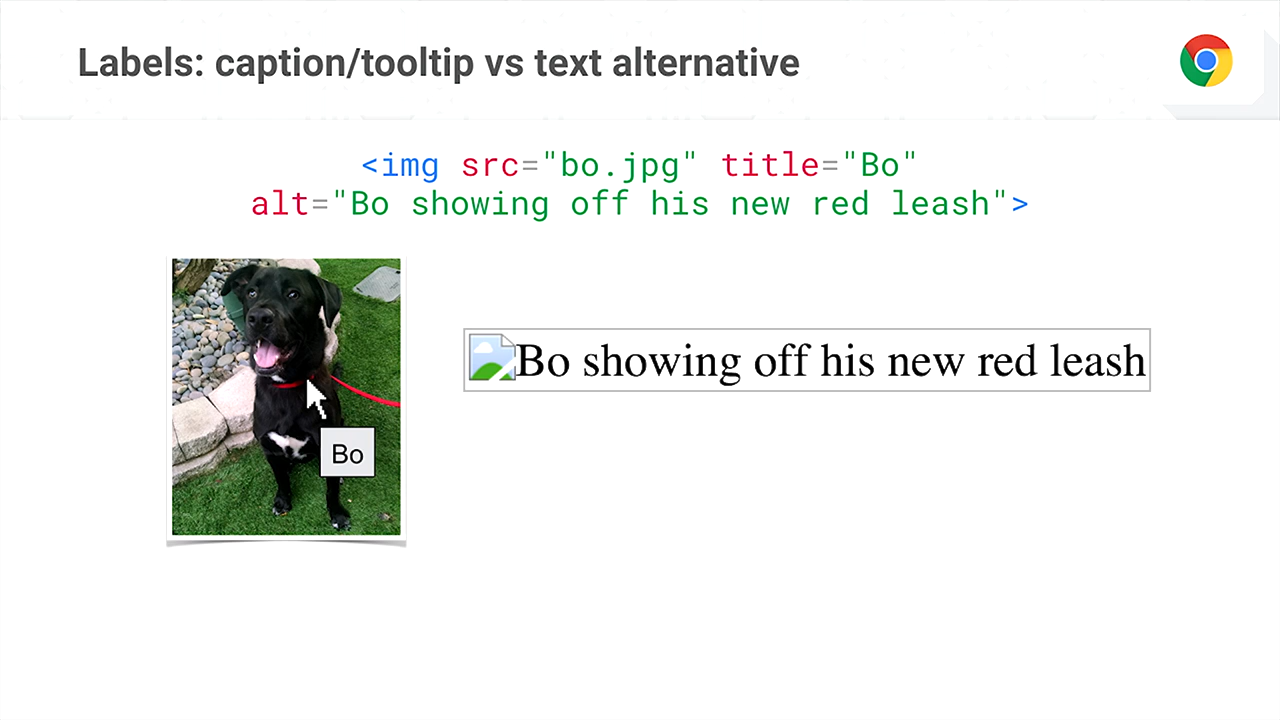 Labels: caption/tooltip vs text alternative
<img src="bo.jpg" title="Bo"
alt="Bo showing off his new red leash">
Bo showing off his new red leash
Bo